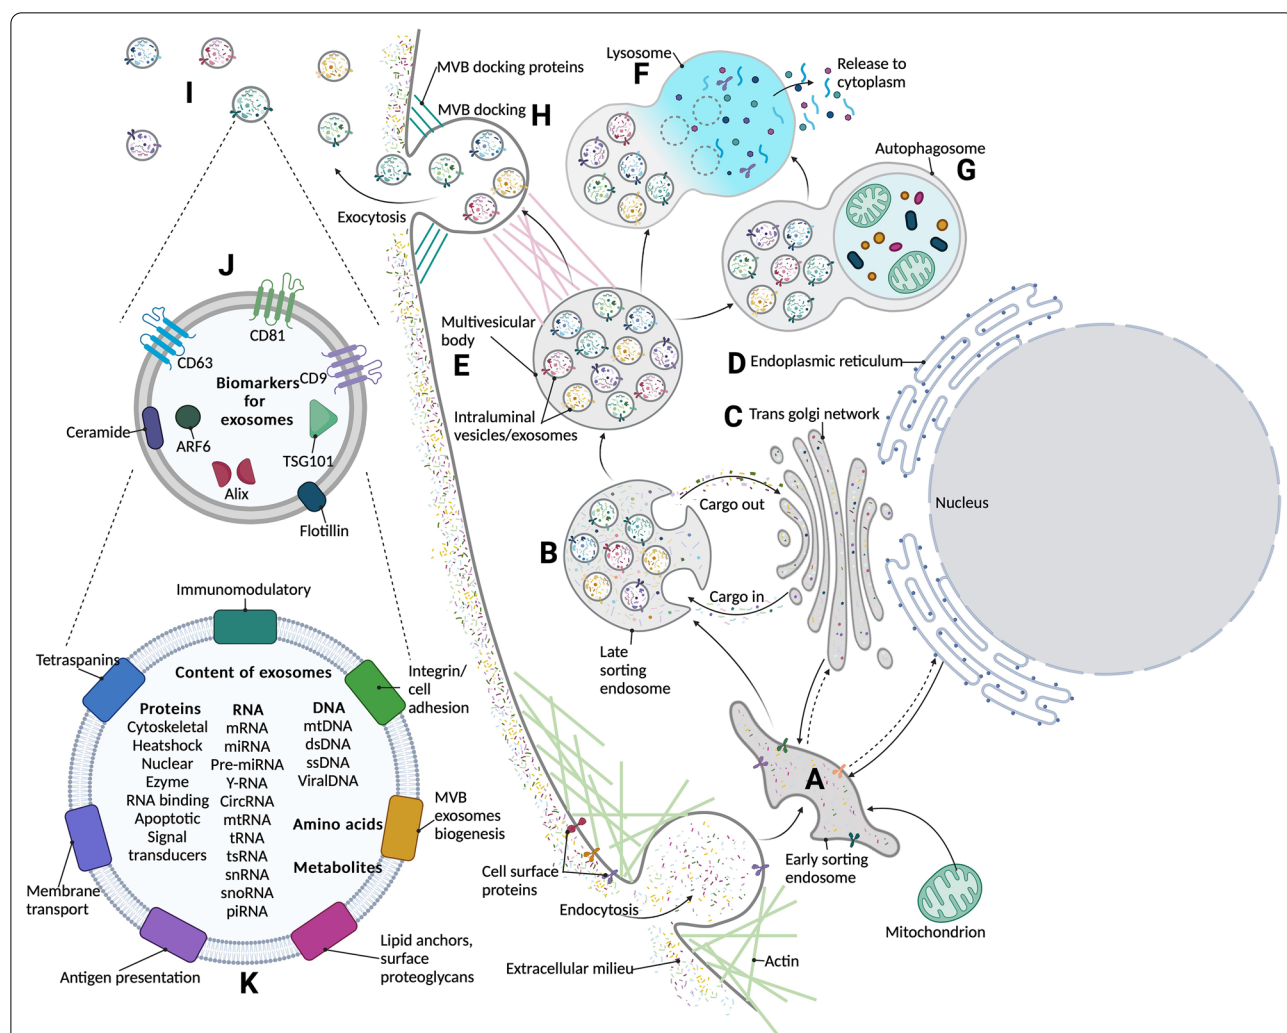 I
MVB docking proteins
MVB docking
H
Exocytosis
Lysosome
F
Release to
cytoplasm
Autophagosome
G
J
CD81
CD63
CD9
Biomarkers
for
exosomes
Ceramide
ARF6
TSG101
Alix
Flotillin
Multivesicular
body
E
Intraluminal
vesicles/exosomes
D
Endoplasmic reticulum
C
Trans golgi network
Nucleus
Cargo out
B
Cargo in
Late
sorting
endosome
Immunomodulatory
Tetraspanins
Content of exosomes
Integrin/
cell
adhesion
Proteins
Cytoskeletal
Heatshock
Nuclear
Ezyme
RNA binding
Apoptotic
Signal
transducers
RNA
mRNA
miRNA
Pre-miRNA
Y-RNA
CircRNA
mtRNA
tRNA
tsRNA
snRNA
snoRNA
piRNA
DNA
mtDNA
dsDNA
ssDNA
ViralDNA
Amino acids
Metabolites
MVB
exosomes
biogenesis
Membrane
transport
Antigen presentation
K
Lipid anchors,
surface
proteoglycans
A
Early sorting
endosome
Cell surface
proteins
Endocytosis
Mitochondrion
Extracellular milieu
Actin